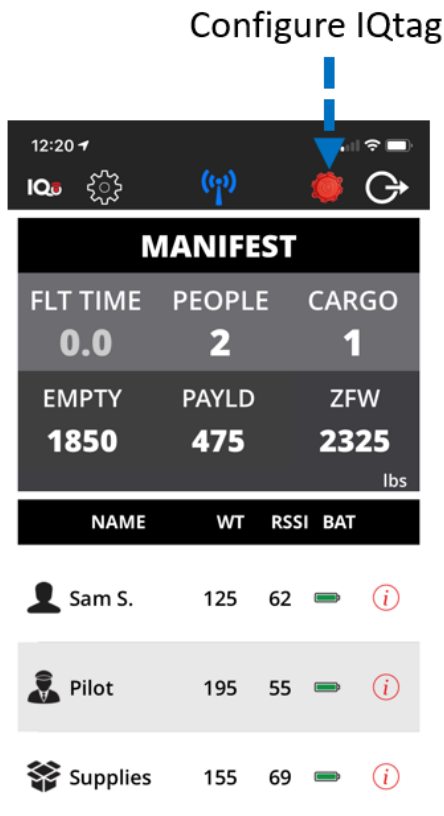 Configure IQtag
12:20
IQ
MANIFEST
FLT TIME PEOPLE CARGO
0.0 2 1
EMPTY PAYLD ZFW
1850 475 2325
lbs
NAME WT RSSI BAT
Sam S. 125 62 i
Pilot 195 55 i
Supplies 155 69 i